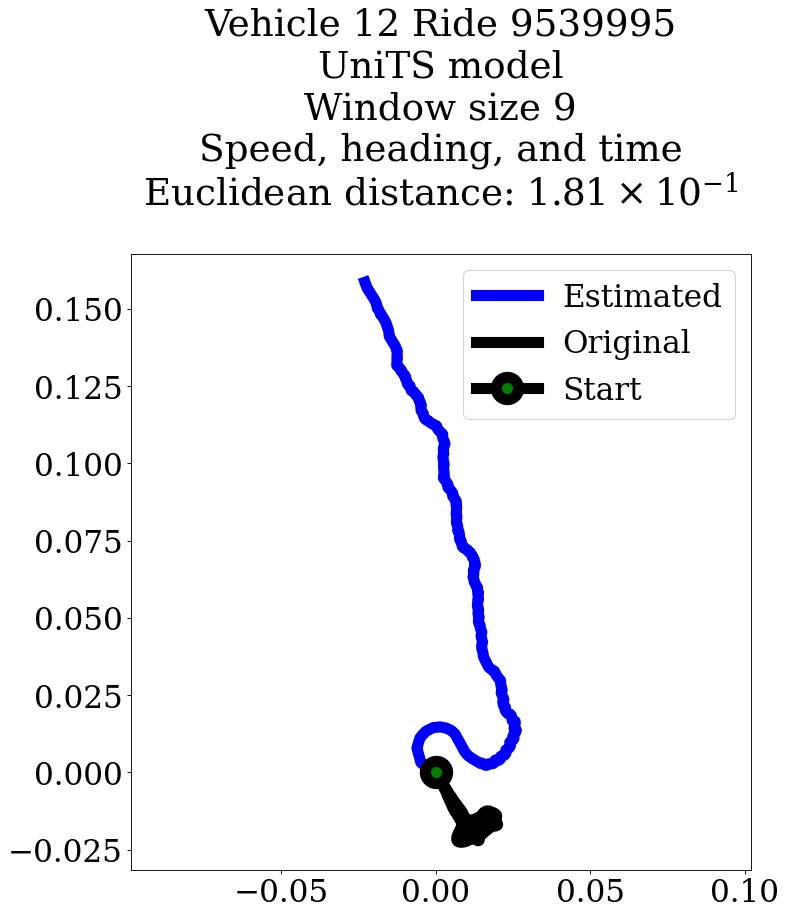 Vehicle 12 Ride 9539995
UniTS model
Window size 9
Speed, heading, and time
Euclidean distance: 1.81 × 10⁻¹
Estimated
Original
Start
0.150
0.125
0.100
0.075
0.050
0.025
0.000
−0.025
−0.05 0.00 0.05 0.10